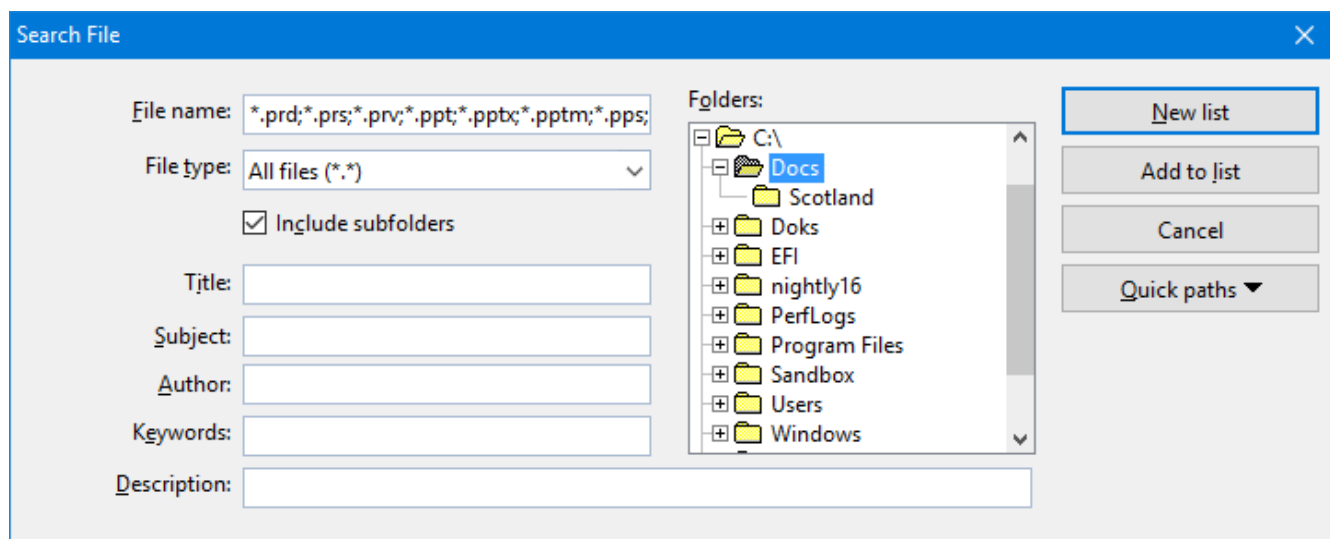 Search File
File name: *.prd;*.prs;*.prv;*.ppt;*.pptx;*.pptm;*.pps;
File type: All files (*.*)
Include subfolders
Title:
Subject:
Author:
Keywords:
Description:
Folders:
C:\
Docs
Scotland
Doks
EFI
nightly16
PerfLogs
Program Files
Sandbox
Users
Windows
New list
Add to list
Cancel
Quick paths